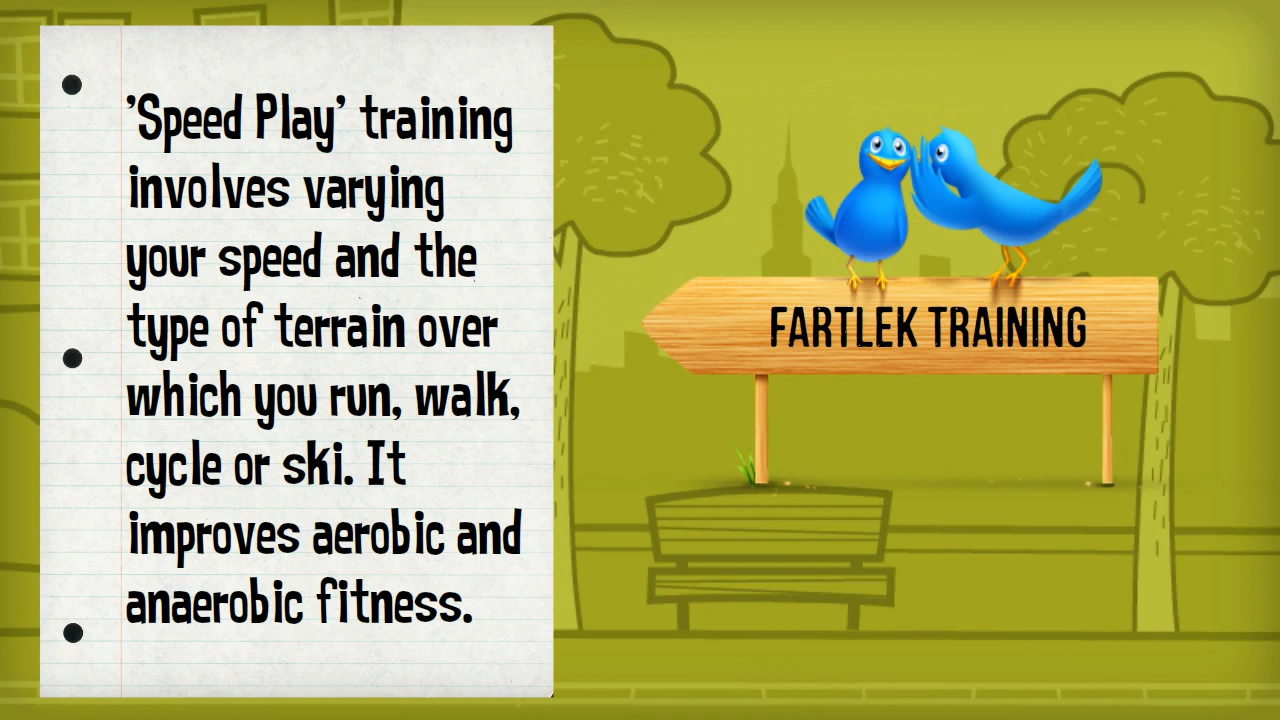 'Speed Play' training
involves varying
your speed and the
type of terrain over
which you run, walk,
cycle or ski. It
improves aerobic and
anaerobic fitness.
FARTLEK TRAINING